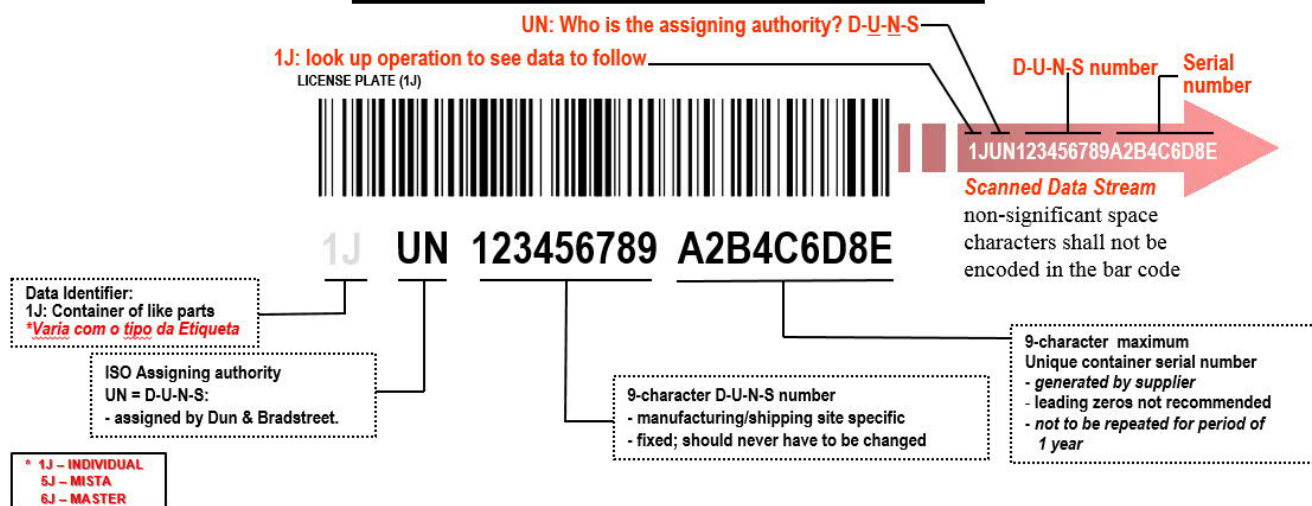 UN: Who is the assigning authority? D-U-N-S
1J: look up operation to see data to follow
LICENSE PLATE (1J)
D-U-N-S number
Serial
number
1JUN123456789A2B4C6D8E
Scanned Data Stream
non-significant space
characters shall not be
encoded in the bar code
1J UN 123456789 A2B4C6D8E
Data Identifier:
1J: Container of like parts
*Varia com o tipo da Etiqueta
ISO Assigning authority
UN = D-U-N-S:
- assigned by Dun & Bradstreet.
9-character D-U-N-S number
- manufacturing/shipping site specific
- fixed; should never have to be changed
9-character maximum
Unique container serial number
- generated by supplier
- leading zeros not recommended
- not to be repeated for period of
1 year
* 1J – INDIVIDUAL
5J – MISTA
6J – MASTER